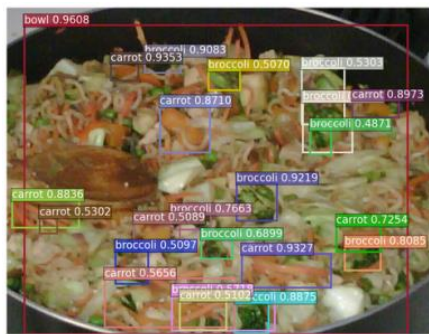 bowl 0.9608
broccoli 0.9083
carrot 0.9353
broccoli 0.5070
broccoli 0.5303
carrot 0.8710
broccoli
carrot 0.8973
broccoli 0.4871
broccoli 0.9219
carrot 0.8836
carrot 0.5302
broccoli 0.7663
carrot 0.5089
carrot 0.7254
broccoli 0.6899
broccoli 0.8085
broccoli 0.5097
carrot 0.9327
carrot 0.5656
carrot 0.5102
broccoli 0.8875